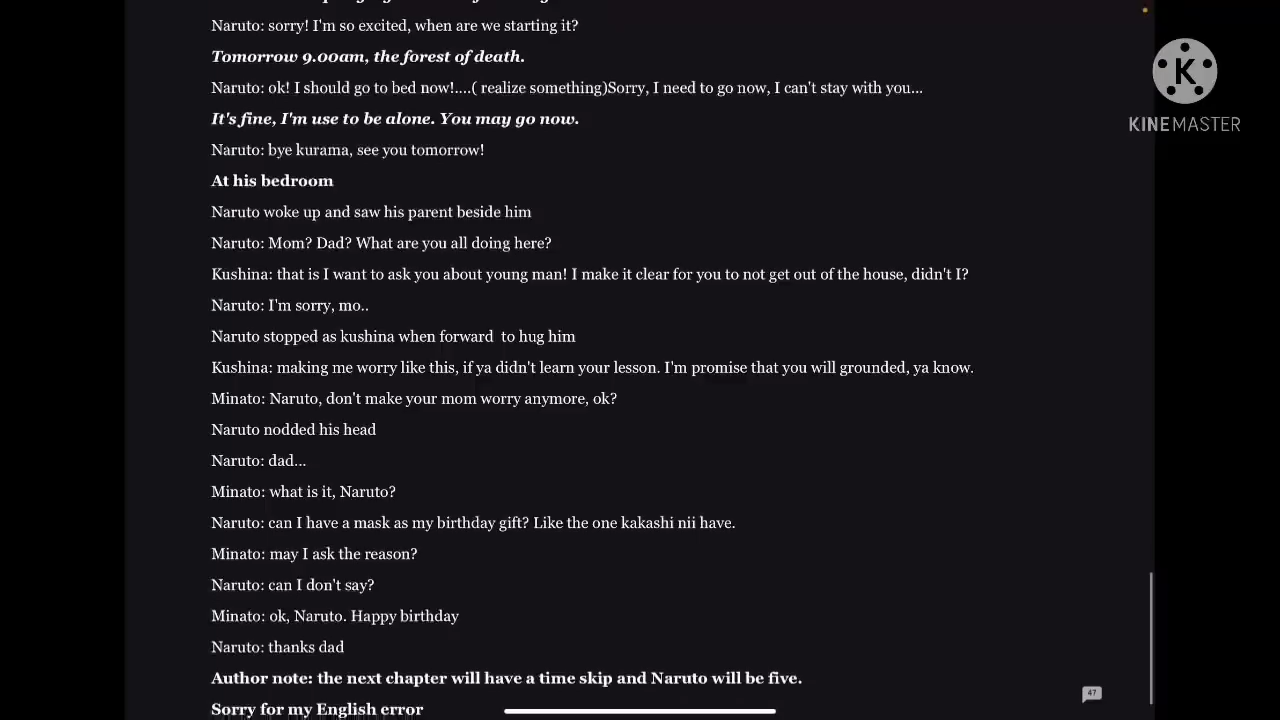 Naruto: sorry! I'm so excited, when are we starting it?
Tomorrow 9.00am, the forest of death.
Naruto: ok! I should go to bed now!....( realize something)Sorry, I need to go now, I can't stay with you...
It's fine, I'm use to be alone. You may go now.
Naruto: bye kurama, see you tomorrow!
At his bedroom
Naruto woke up and saw his parent beside him
Naruto: Mom? Dad? What are you all doing here?
Kushina: that is I want to ask you about young man! I make it clear for you to not get out of the house, didn't I?
Naruto: I'm sorry, mo..
Naruto stopped as kushina when forward  to hug him
Kushina: making me worry like this, if ya didn't learn your lesson. I'm promise that you will grounded, ya know.
Minato: Naruto, don't make your mom worry anymore, ok?
Naruto nodded his head
Naruto: dad...
Minato: what is it, Naruto?
Naruto: can I have a mask as my birthday gift? Like the one kakashi nii have.
Minato: may I ask the reason?
Naruto: can I don't say?
Minato: ok, Naruto. Happy birthday
Naruto: thanks dad
Author note: the next chapter will have a time skip and Naruto will be five.
Sorry for my English error
K
KINEMASTER
47